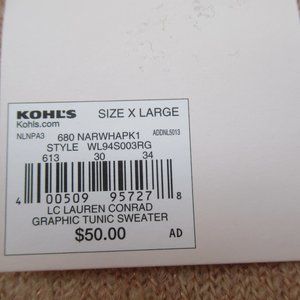 KOHL'S SIZE X LARGE
Kohls.com
NLNPA3 680 NARWHAPK1 ADDNL5013
STYLE WL94S003RG
613 30 34
4 00509 95727 8
LC LAUREN CONRAD
GRAPHIC TUNIC SWEATER
$50.00 AD